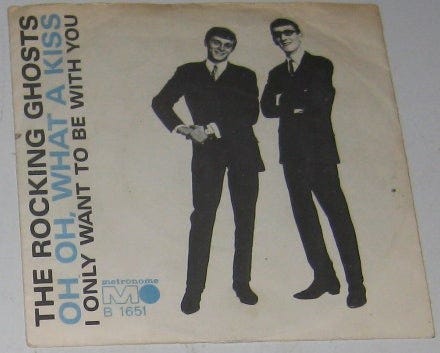 THE ROCKING GHOSTS
OH OH, WHAT A KISS
I ONLY WANT TO BE WITH YOU
metronome
M
B 1651